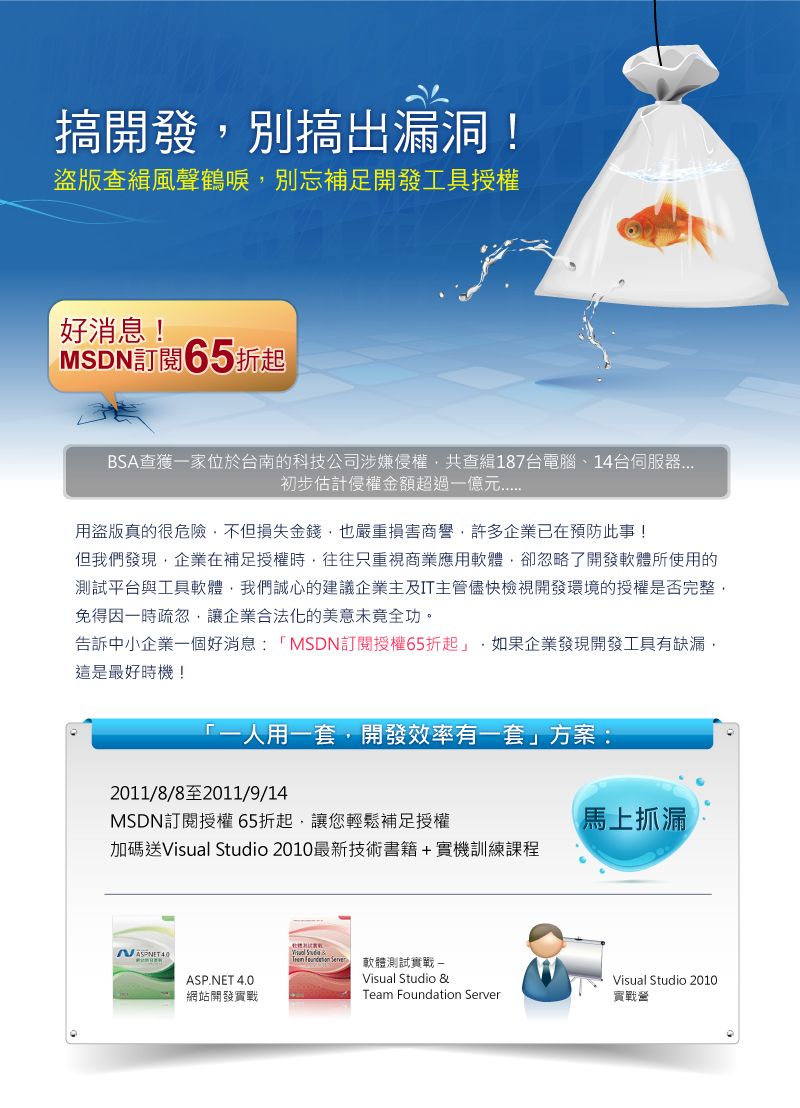 搞開發，別搞出漏洞！
盜版查緝風聲鶴唳，別忘補足開發工具授權
好消息！
MSDN訂閱65折起
BSA查獲一家位於台南的科技公司涉嫌侵權，共查緝187台電腦、14台伺服器...
初步估計侵權金額超過一億元.....
用盜版真的很危險，不但損失金錢，也嚴重損害商譽，許多企業已在預防此事！
但我們發現，企業在補足授權時，往往只重視商業應用軟體，卻忽略了開發軟體所使用的
測試平台與工具軟體，我們誠心的建議企業主及IT主管儘快檢視開發環境的授權是否完整，
免得因一時疏忽，讓企業合法化的美意未竟全功。
告訴中小企業一個好消息：「MSDN訂閱授權65折起」，如果企業發現開發工具有缺漏，
這是最好時機！
「一人用一套，開發效率有一套」方案：
2011/8/8至2011/9/14
MSDN訂閱授權 65折起，讓您輕鬆補足授權
加碼送Visual Studio 2010最新技術書籍＋實機訓練課程
馬上抓漏
ASP.NET 4.0
網站開發實戰
軟體測試實戰
Visual Studio &
Team Foundation Server
ASP.NET 4.0
網站開發實戰
軟體測試實戰 –
Visual Studio &
Team Foundation Server
Visual Studio 2010
實戰營